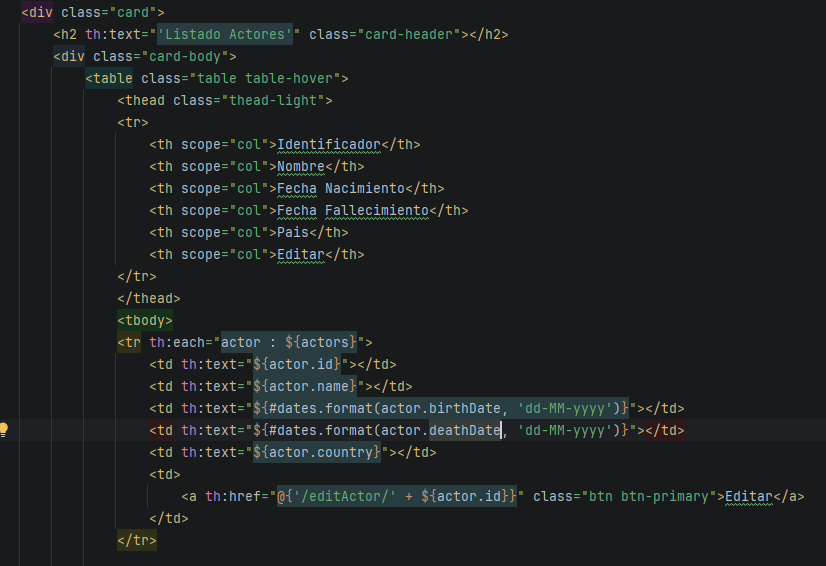 <div class="card">
<h2 th:text="'Listado Actores'" class="card-header"></h2>
<div class="card-body">
<table class="table table-hover">
<thead class="thead-light">
<tr>
<th scope="col">Identificador</th>
<th scope="col">Nombre</th>
<th scope="col">Fecha Nacimiento</th>
<th scope="col">Fecha Fallecimiento</th>
<th scope="col">Pais</th>
<th scope="col">Editar</th>
</tr>
</thead>
<tbody>
<tr th:each="actor : ${actors}">
<td th:text="${actor.id}"></td>
<td th:text="${actor.name}"></td>
<td th:text="${#dates.format(actor.birthDate, 'dd-MM-yyyy')}"></td>
<td th:text="${#dates.format(actor.deathDate, 'dd-MM-yyyy')}"></td>
<td th:text="${actor.country}"></td>
<td>
<a th:href="@{'/editActor/' + ${actor.id}}" class="btn btn-primary">Editar</a>
</td>
</tr>